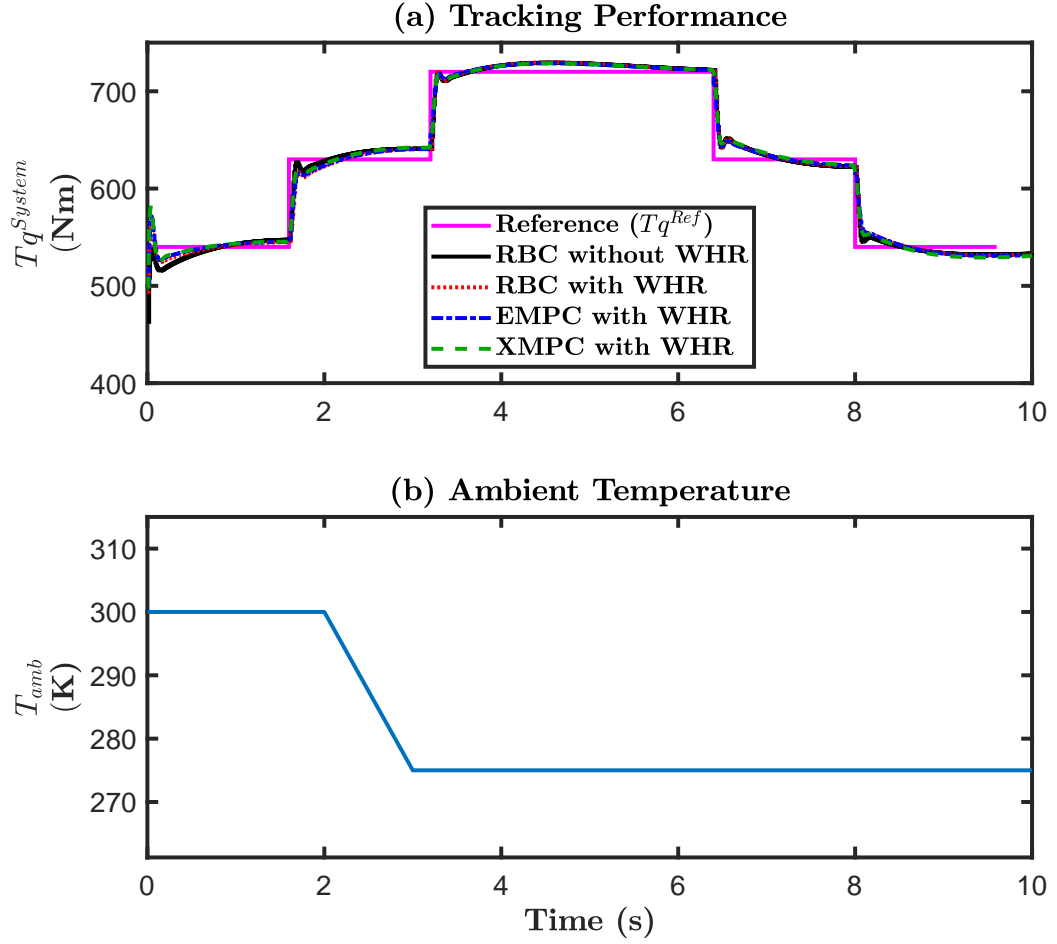 (a) Tracking Performance
Tq^{System}
(Nm)
700
600
500
400
Reference (Tq^{Ref})
RBC without WHR
RBC with WHR
EMPC with WHR
XMPC with WHR
0 2 4 6 8 10
(b) Ambient Temperature
T_{amb}
(K)
310
300
290
280
270
0 2 4 6 8 10
Time (s)